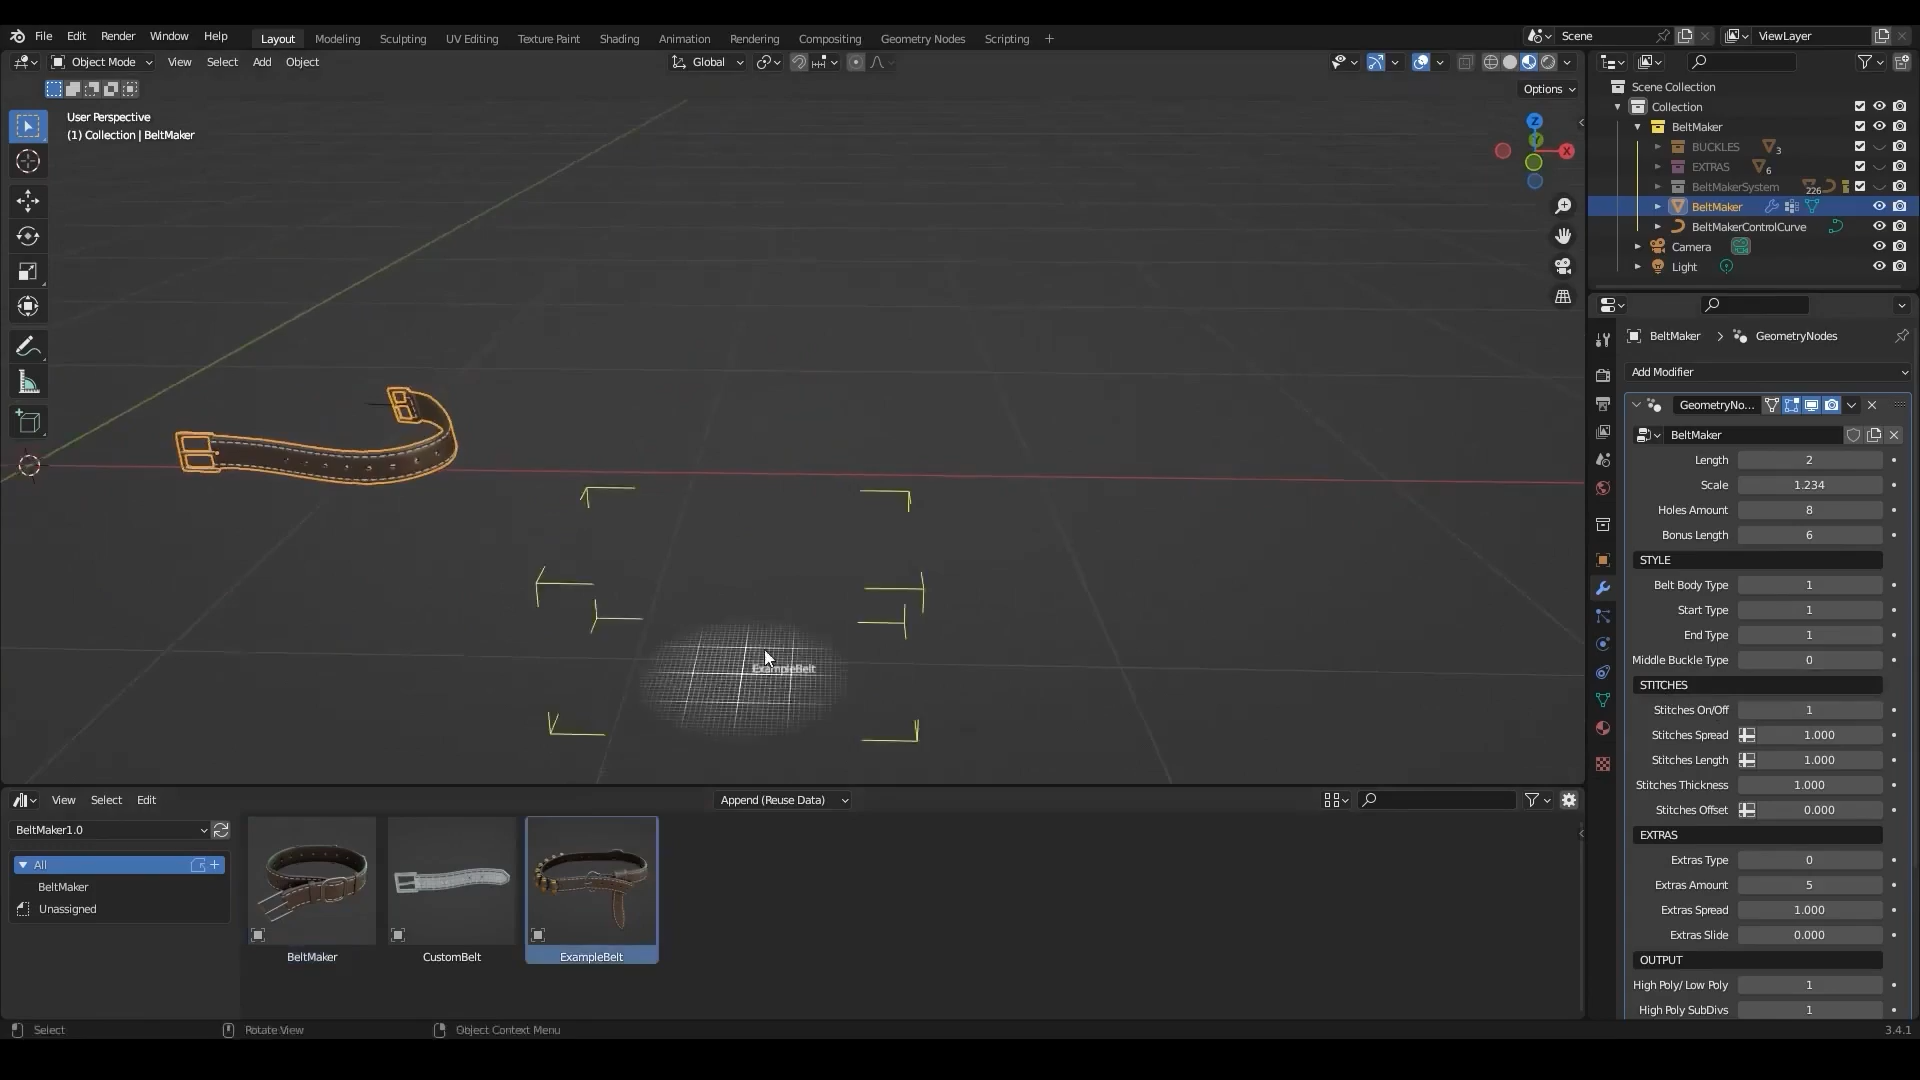 File Edit Render Window Help Layout Modeling Sculpting UV Editing Texture Paint Shading Animation Rendering Compositing Geometry Nodes Scripting + Scene ViewLayer
Object Mode View Select Add Object Global
Options
User Perspective
(1) Collection | BeltMaker
Z
Y
X
ExampleBelt
Scene Collection
Collection
BeltMaker
BUCKLES 3
EXTRAS 6
BeltMakerSystem 226
BeltMaker
BeltMakerControlCurve
Camera
Light
BeltMaker > GeometryNodes
Add Modifier
GeometryNo...
BeltMaker
Length 2
Scale 1.234
Holes Amount 8
Bonus Length 6
STYLE
Belt Body Type 1
Start Type 1
End Type 1
Middle Buckle Type 0
STITCHES
Stitches On/Off 1
Stitches Spread 1.000
Stitches Length 1.000
Stitches Thickness 1.000
Stitches Offset 0.000
EXTRAS
Extras Type 0
Extras Amount 5
Extras Spread 1.000
Extras Slide 0.000
OUTPUT
High Poly/ Low Poly 1
High Poly SubDivs 1
View Select Edit Append (Reuse Data)
BeltMaker1.0
All
BeltMaker
Unassigned
BeltMaker CustomBelt ExampleBelt
Select Rotate View Object Context Menu 3.4.1